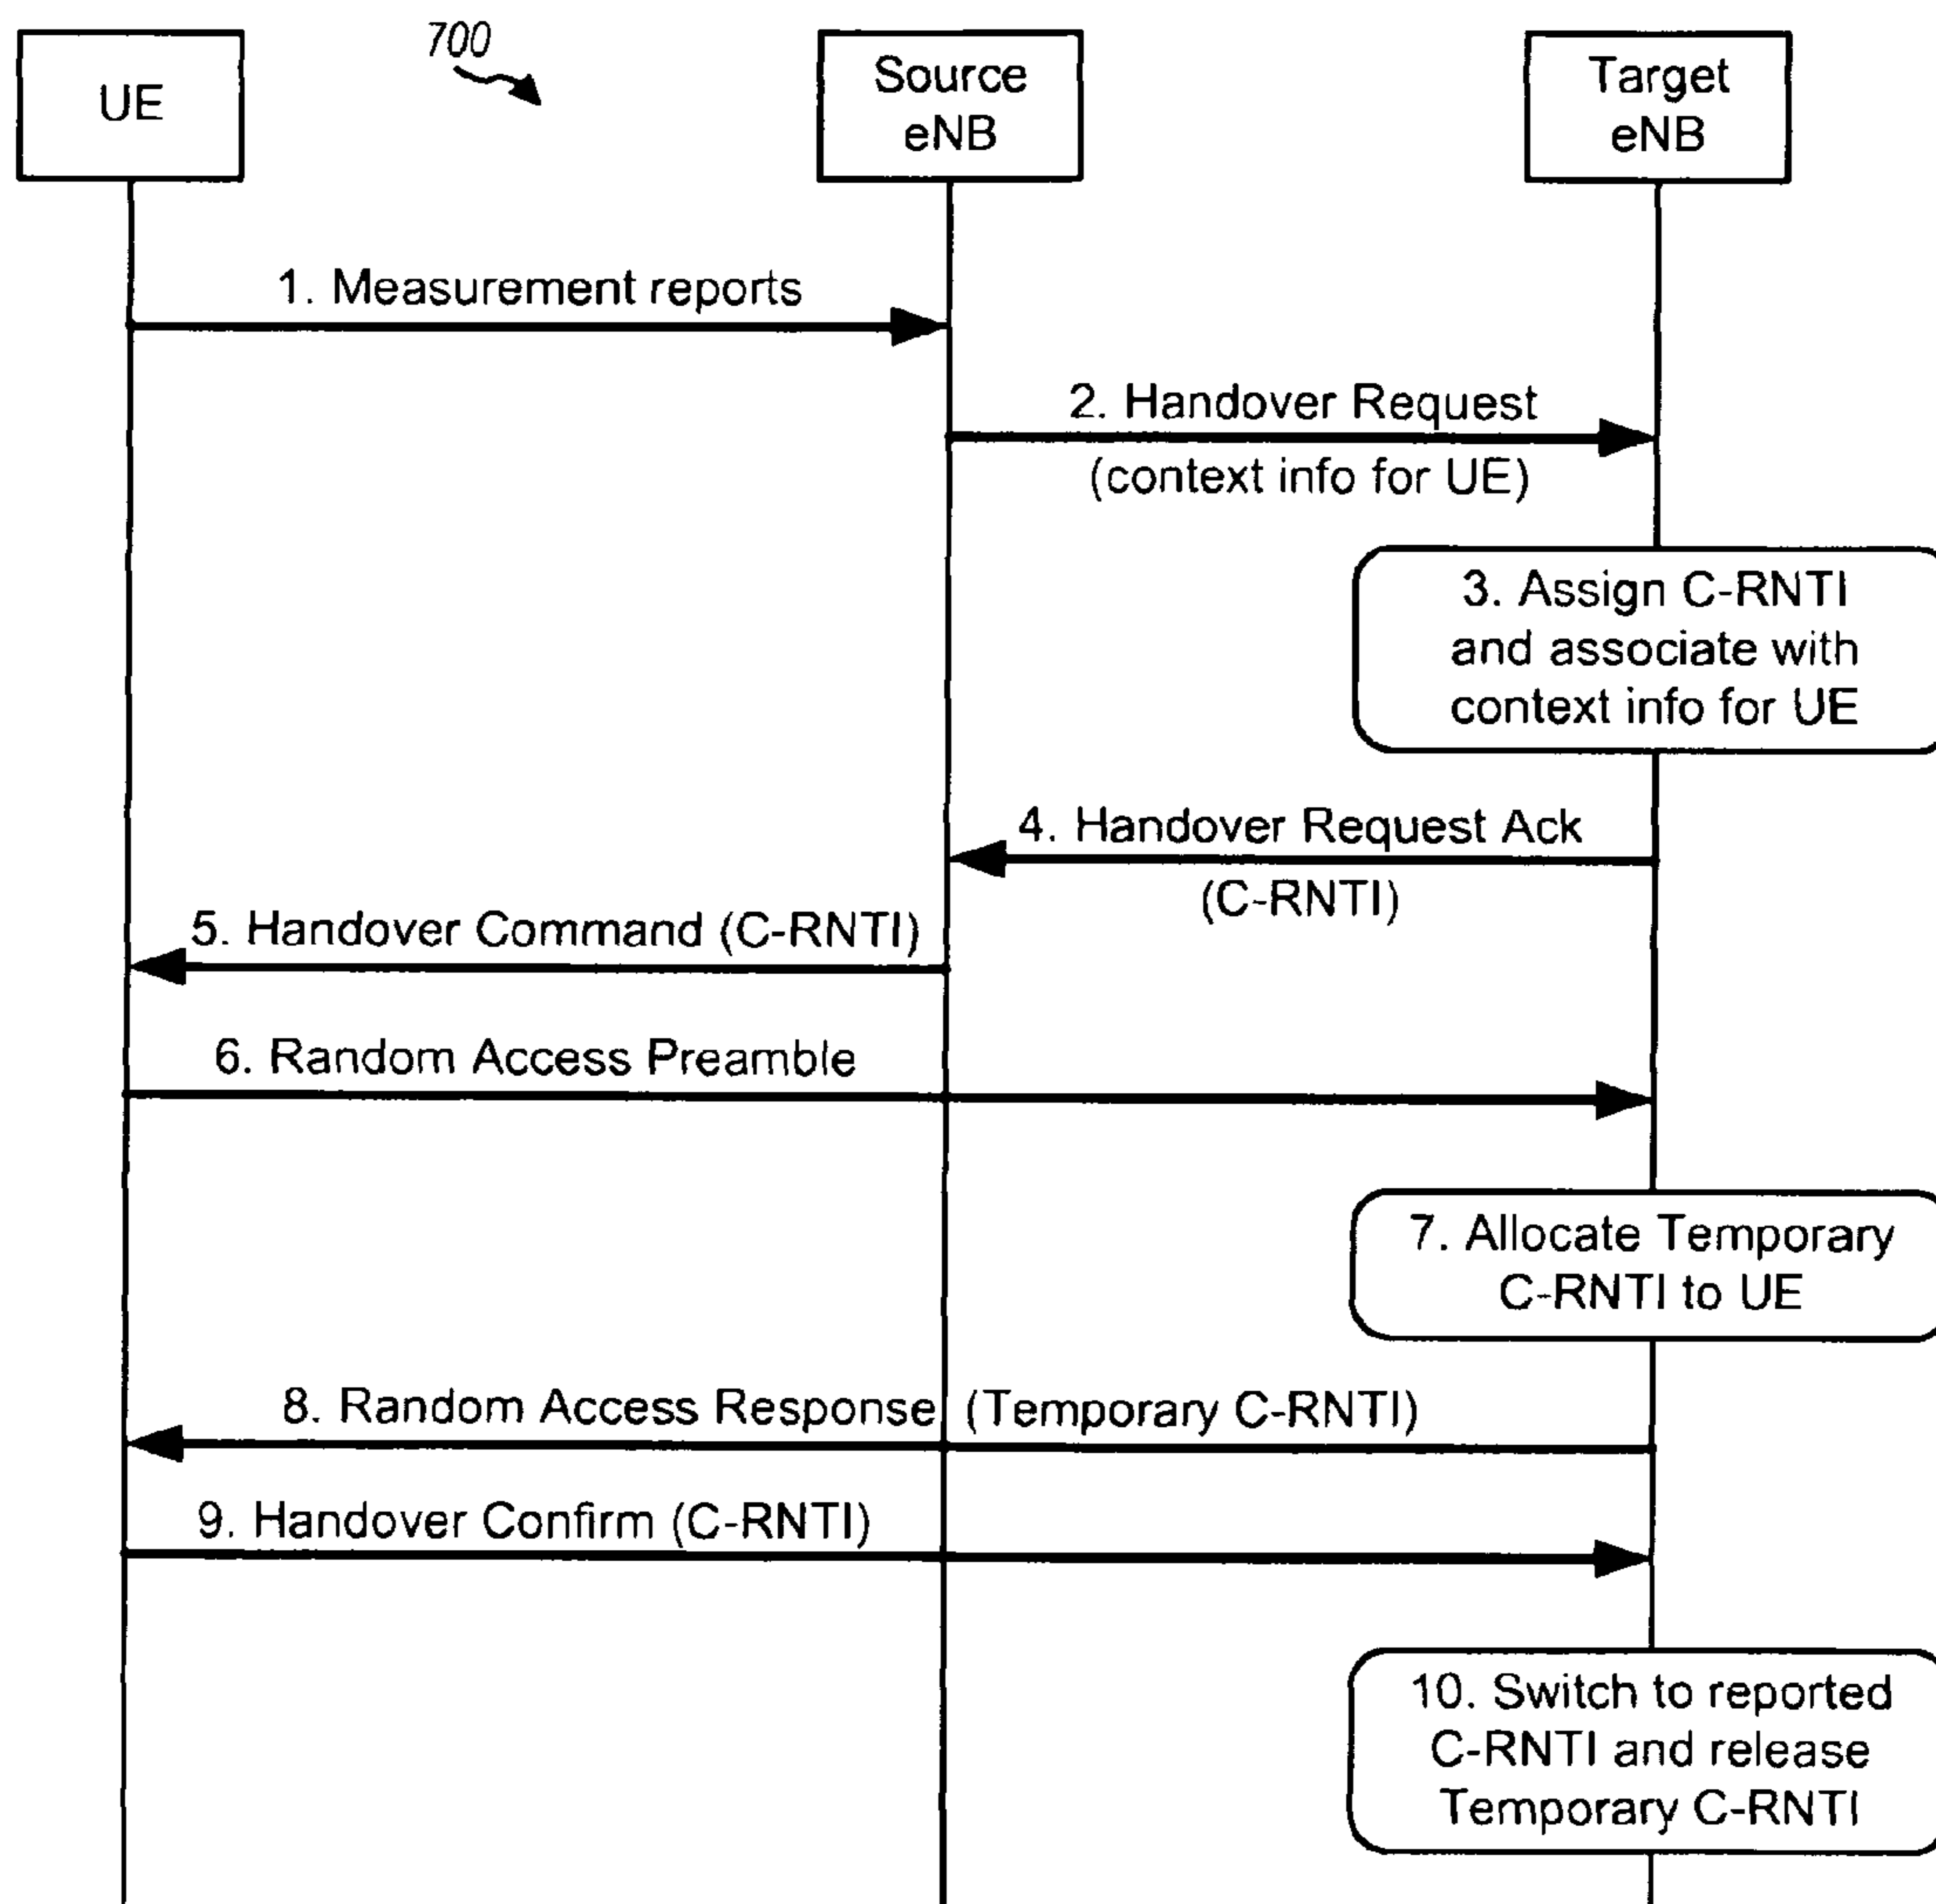 700
UE
Source
eNB
Target
eNB
1. Measurement reports
2. Handover Request
(context info for UE)
3. Assign C-RNTI
and associate with
context info for UE
4. Handover Request Ack
(C-RNTI)
5. Handover Command (C-RNTI)
6. Random Access Preamble
7. Allocate Temporary
C-RNTI to UE
8. Random Access Response (Temporary C-RNTI)
9. Handover Confirm (C-RNTI)
10. Switch to reported
C-RNTI and release
Temporary C-RNTI